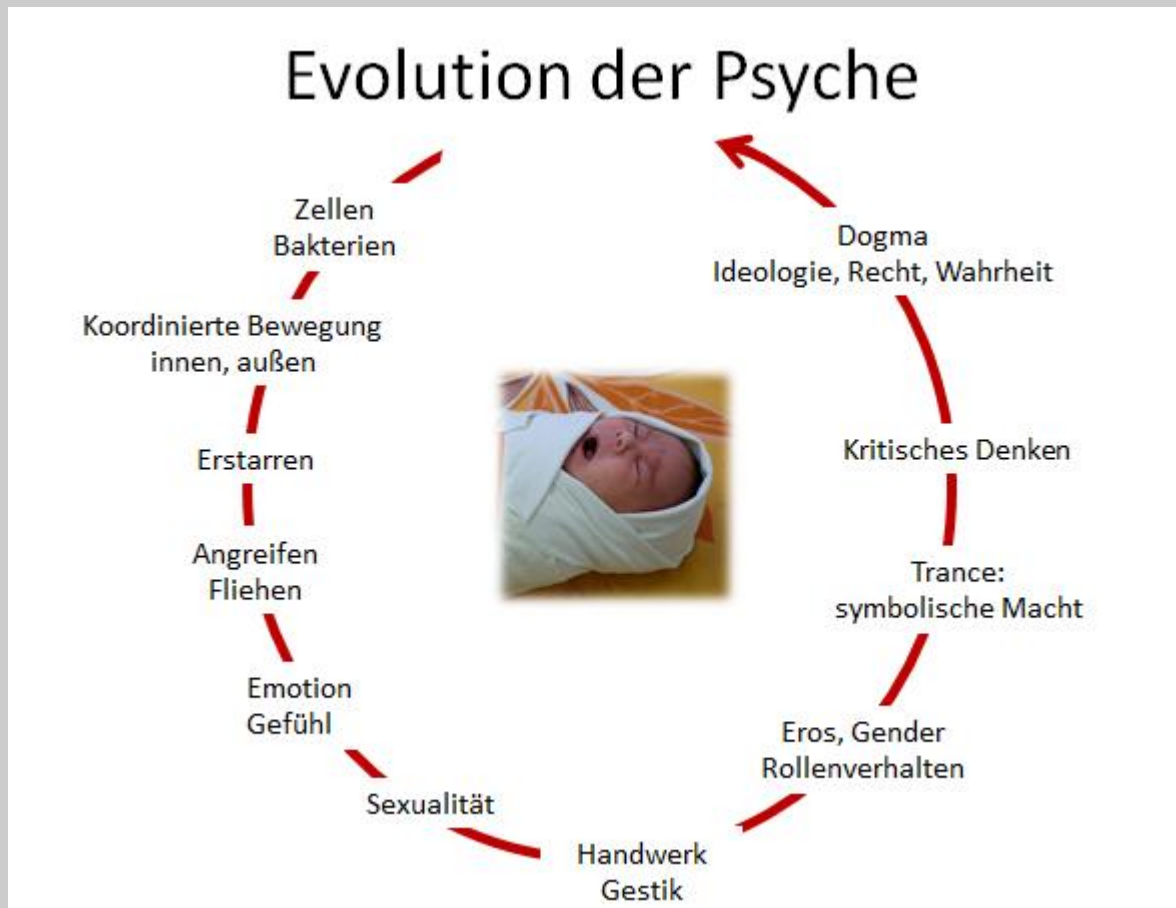 Evolution der Psyche
Zellen
Bakterien
Koordinierte Bewegung
innen, außen
Erstarren
Angreifen
Fliehen
Emotion
Gefühl
Sexualität
Handwerk
Gestik
Eros, Gender
Rollenverhalten
Trance:
symbolische Macht
Kritisches Denken
Dogma
Ideologie, Recht, Wahrheit